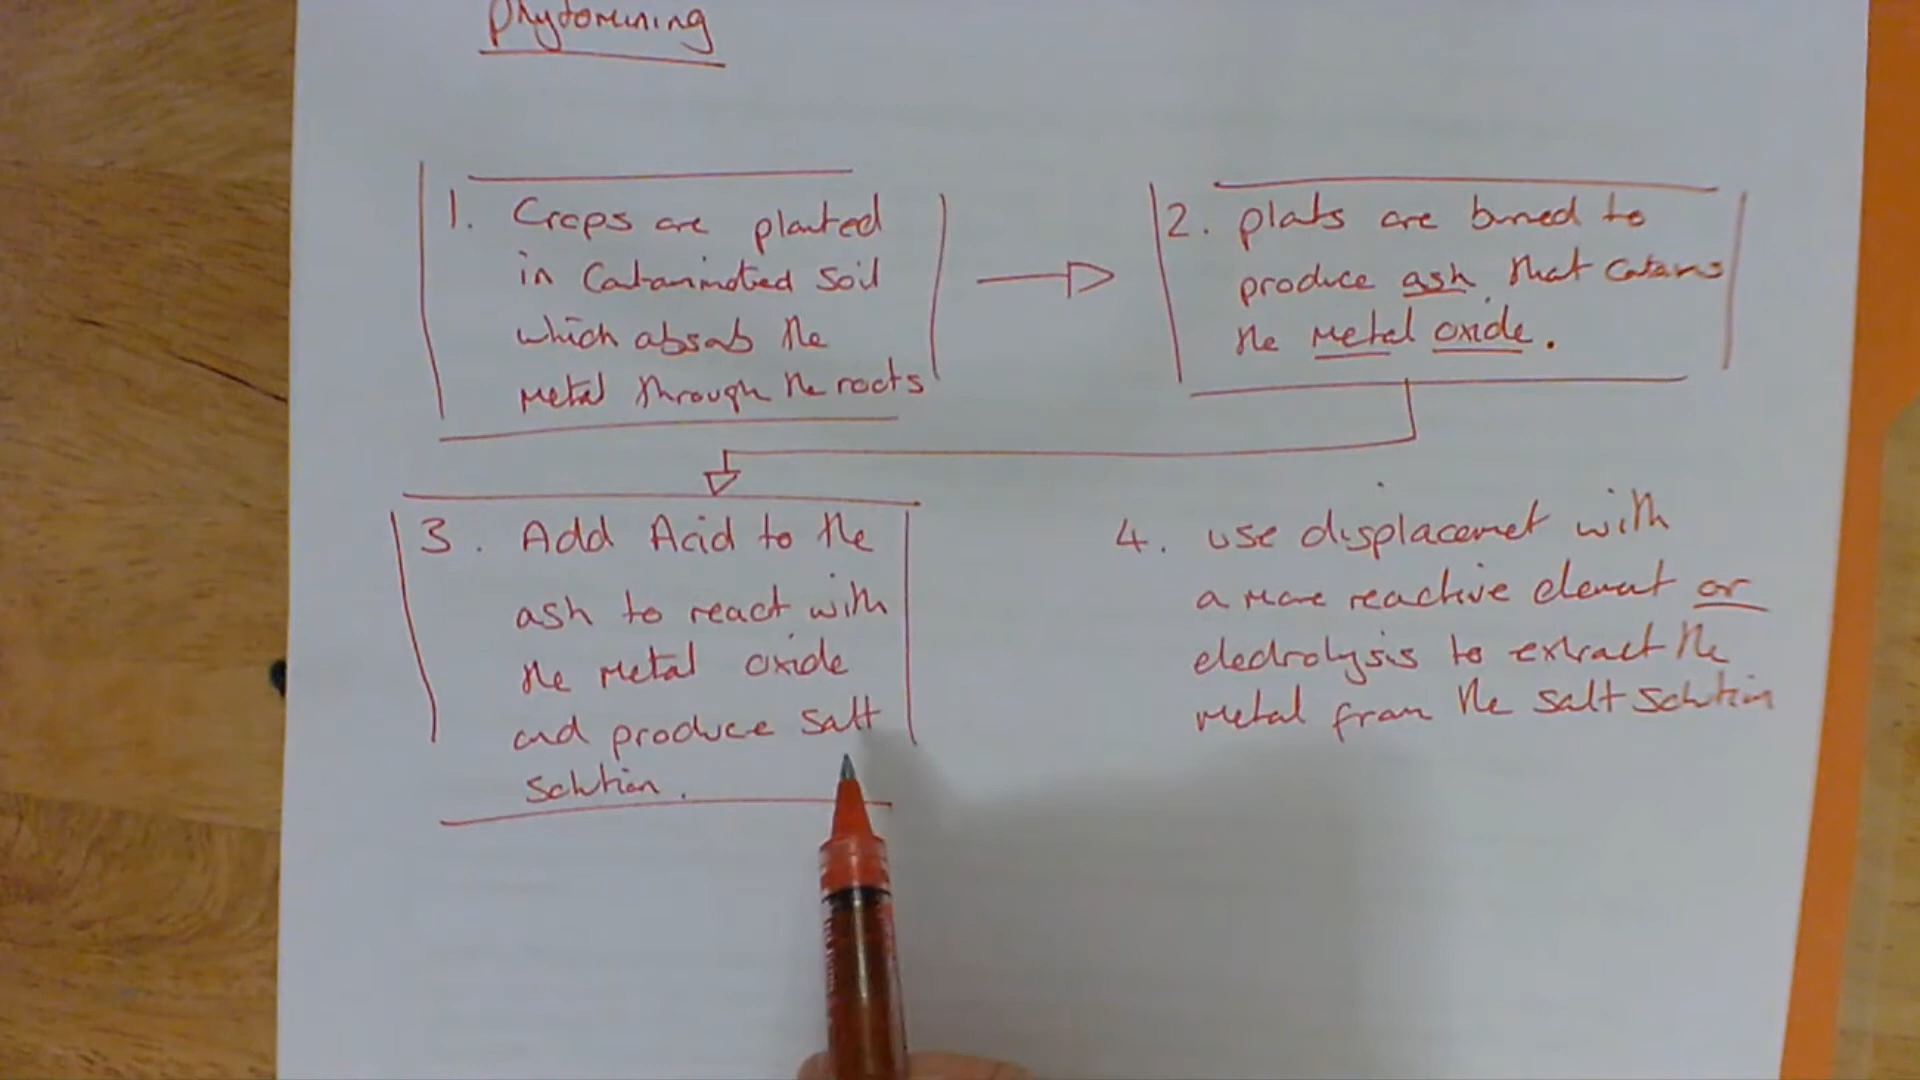 Phytomining
1. Crops are planted
in Contaminated Soil
which absorb the
metal through the roots
2. plants are burned to
produce ash that contains
the metal oxide.
3. Add Acid to the
ash to react with
the metal oxide
and produce salt
solution.
4. use displacement with
a more reactive element or
electrolysis to extract the
metal from the salt solution